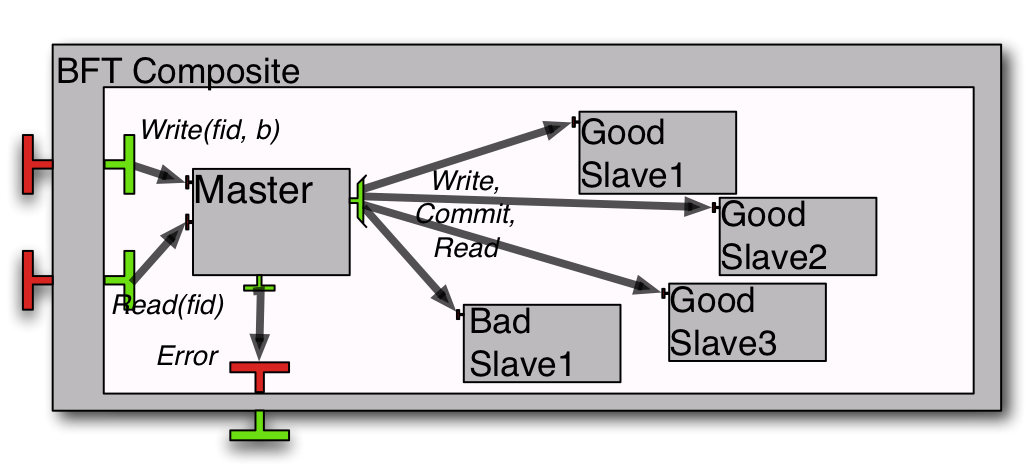 BFT Composite
Write(fid, b)
Master
Read(fid)
Error
Write,
Commit,
Read
Good
Slave1
Good
Slave2
Good
Slave3
Bad
Slave1